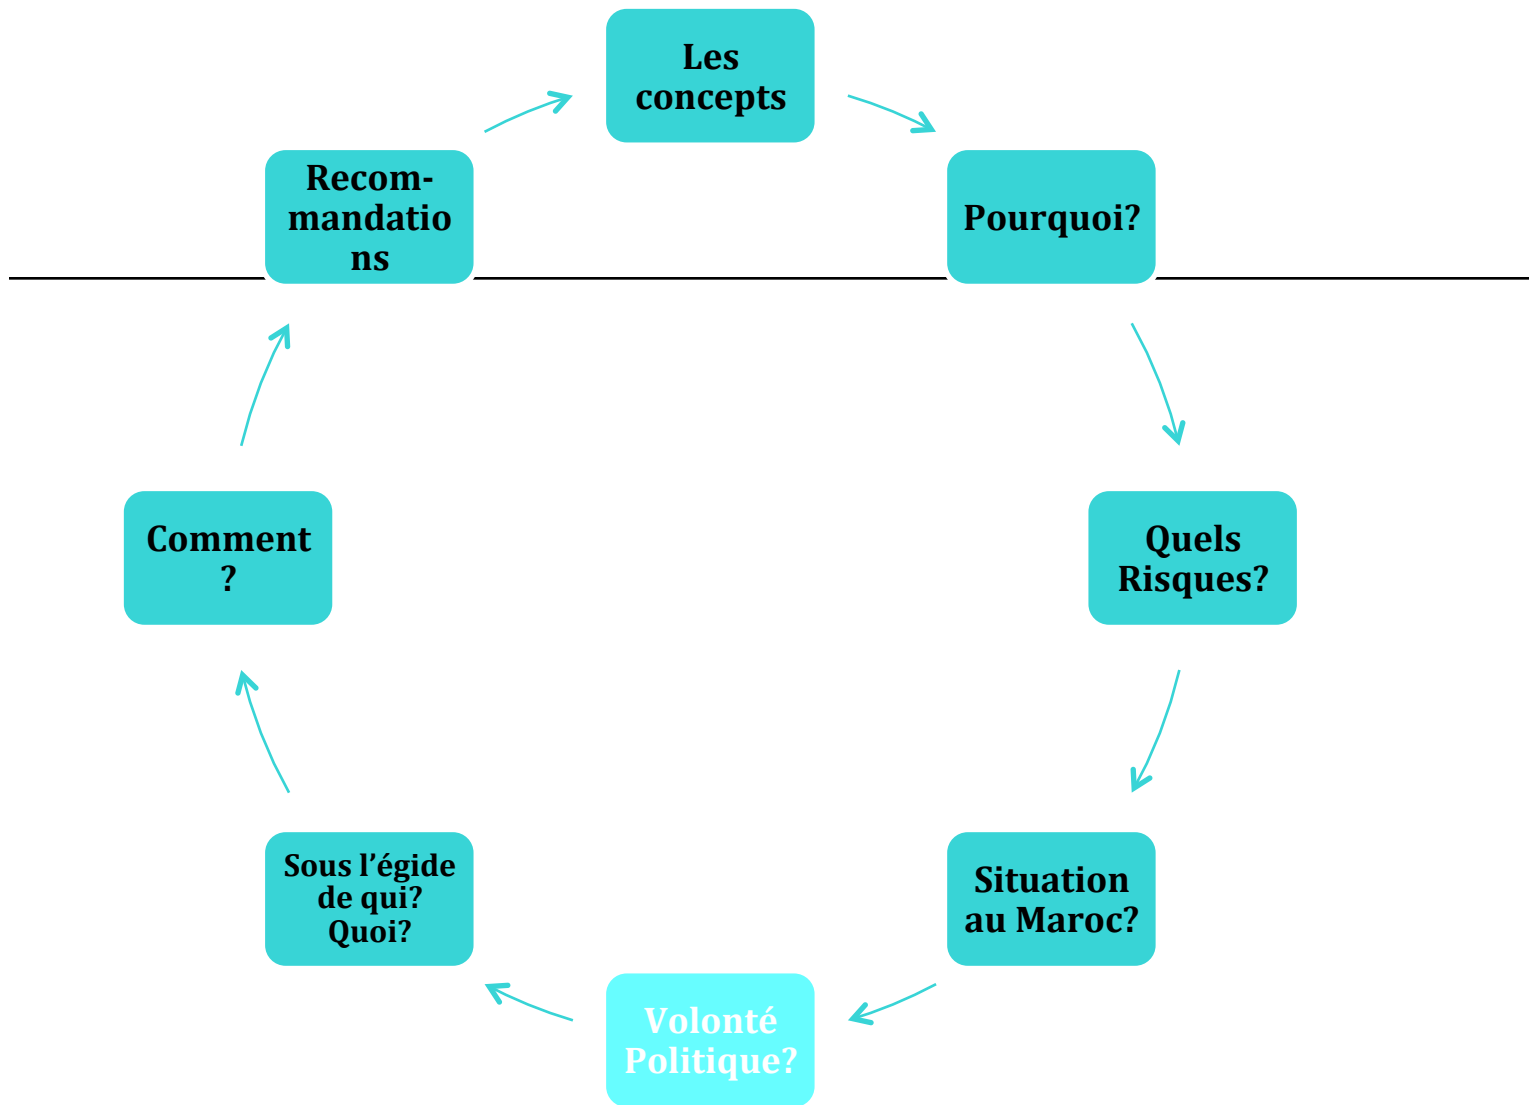 Les
concepts
Pourquoi?
Quels
Risques?
Situation
au Maroc?
Volonté
Politique?
Sous l’égide
de qui?
Quoi?
Comment
?
Recom-
mandatio
ns